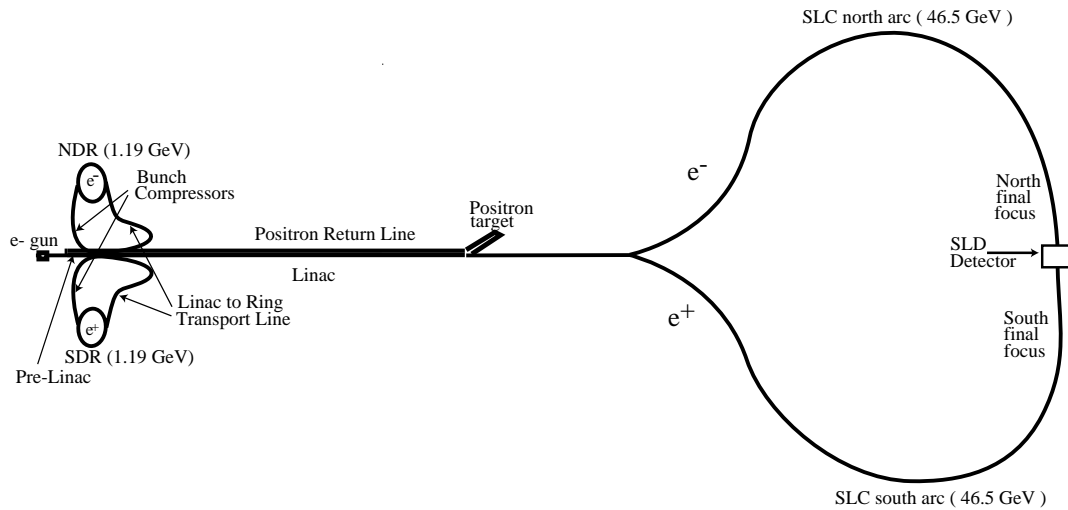 SLC north arc ( 46.5 GeV )
NDR (1.19 GeV)
e−
Bunch
Compressors
e-
Positron
target
North
final
focus
e- gun
Positron Return Line
SLD
Detector
Linac
Linac to Ring
Transport Line
e+
e+
South
final
focus
SDR (1.19 GeV)
Pre-Linac
SLC south arc ( 46.5 GeV )